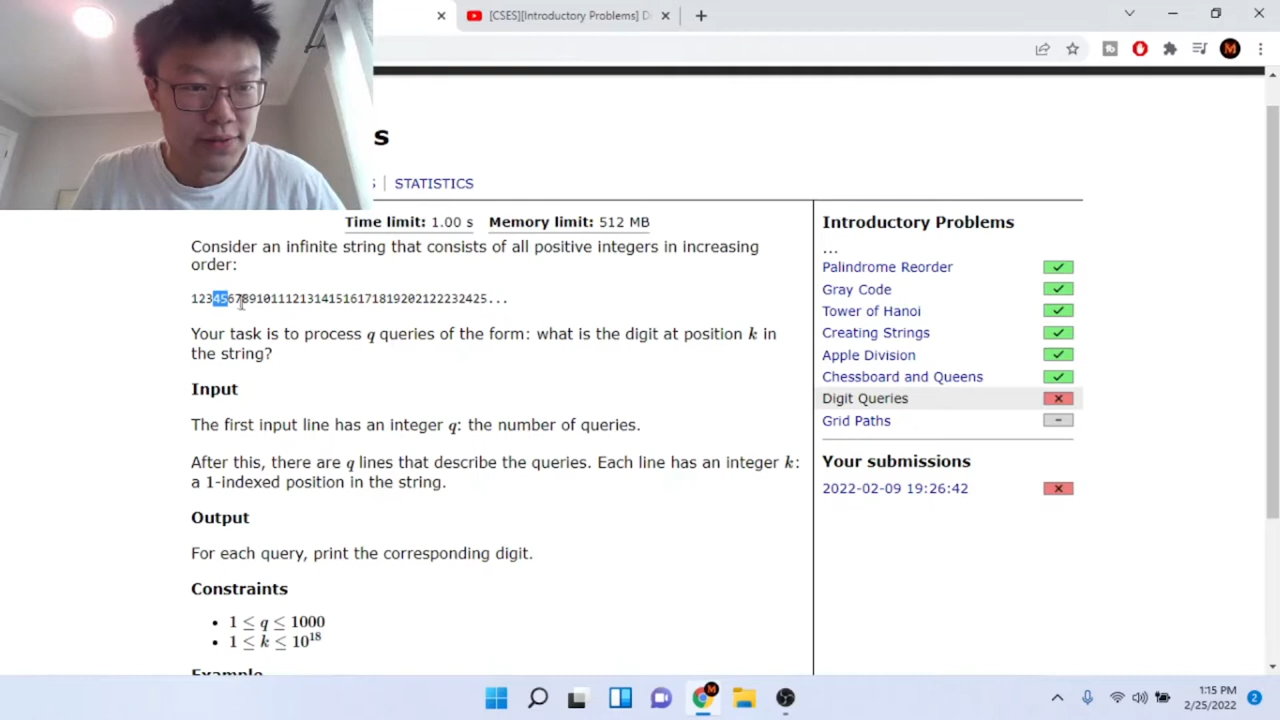 [CSES][Introductory Problems] D
M
s
STATISTICS
Time limit: 1.00 s Memory limit: 512 MB
Consider an infinite string that consists of all positive integers in increasing
order:
12345678910111213141516171819202122232425...
Your task is to process q queries of the form: what is the digit at position k in
the string?
Input
The first input line has an integer q: the number of queries.
After this, there are q lines that describe the queries. Each line has an integer k:
a 1-indexed position in the string.
Output
For each query, print the corresponding digit.
Constraints
• 1 ≤ q ≤ 1000
• 1 ≤ k ≤ 10^18
Example
Introductory Problems
...
Palindrome Reorder
Gray Code
Tower of Hanoi
Creating Strings
Apple Division
Chessboard and Queens
Digit Queries
Grid Paths
Your submissions
2022-02-09 19:26:42
M
1:15 PM
2/25/2022
2